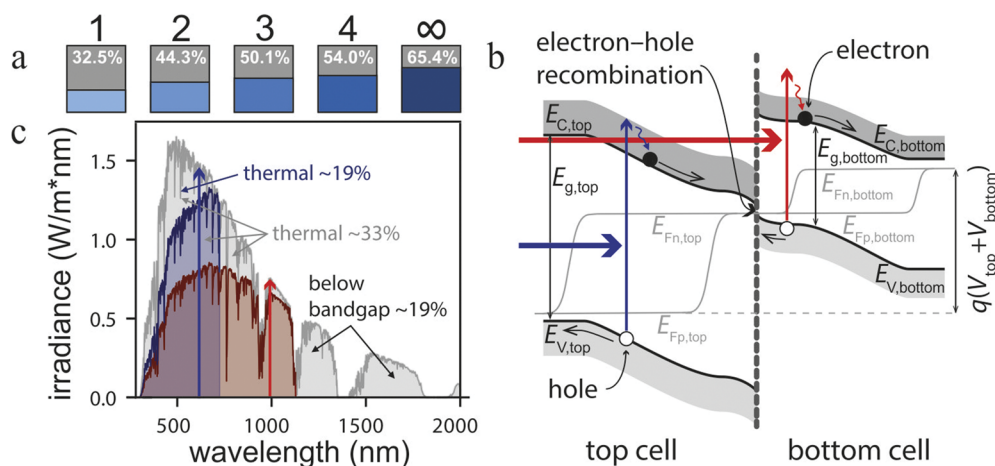 a
1 2 3 4 ∞
32.5% 44.3% 50.1% 54.0% 65.4%
c
irradiance (W/m*nm)
1.5
1.0
0.5
0.0
500 1000 1500 2000
wavelength (nm)
thermal ~19%
thermal ~33%
below
bandgap ~19%
b
electron–hole
recombination
electron
E_C,top
E_g,top
E_Fn,top
E_Fp,top
E_V,top
hole
E_C,bottom
E_g,bottom
E_Fn,bottom
E_Fp,bottom
E_V,bottom
q(V_top + V_bottom)
top cell
bottom cell